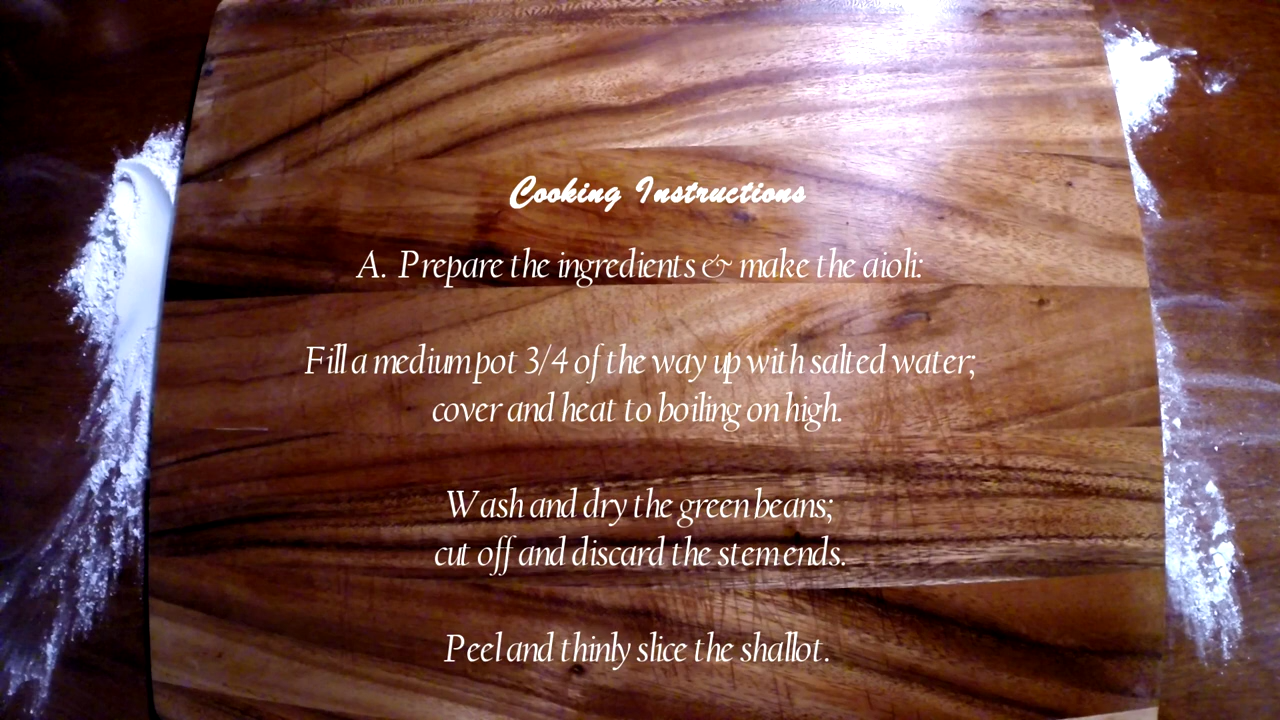 Cooking Instructions
A. Prepare the ingredients & make the aioli:
Fill a medium pot 3/4 of the way up with salted water;
cover and heat to boiling on high.
Wash and dry the green beans;
cut off and discard the stem ends.
Peel and thinly slice the shallot.